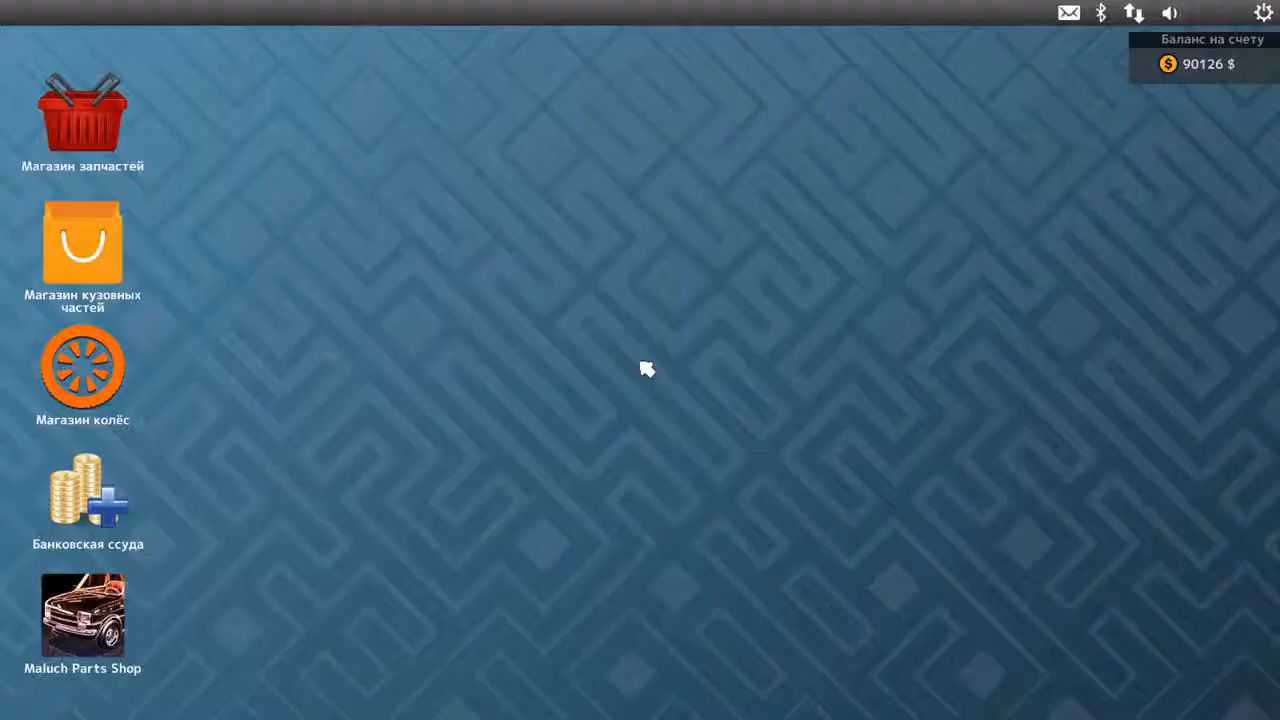 Баланс на счету
90126 $
Магазин запчастей
Магазин кузовных
частей
Магазин колёс
Банковская ссуда
Maluch Parts Shop